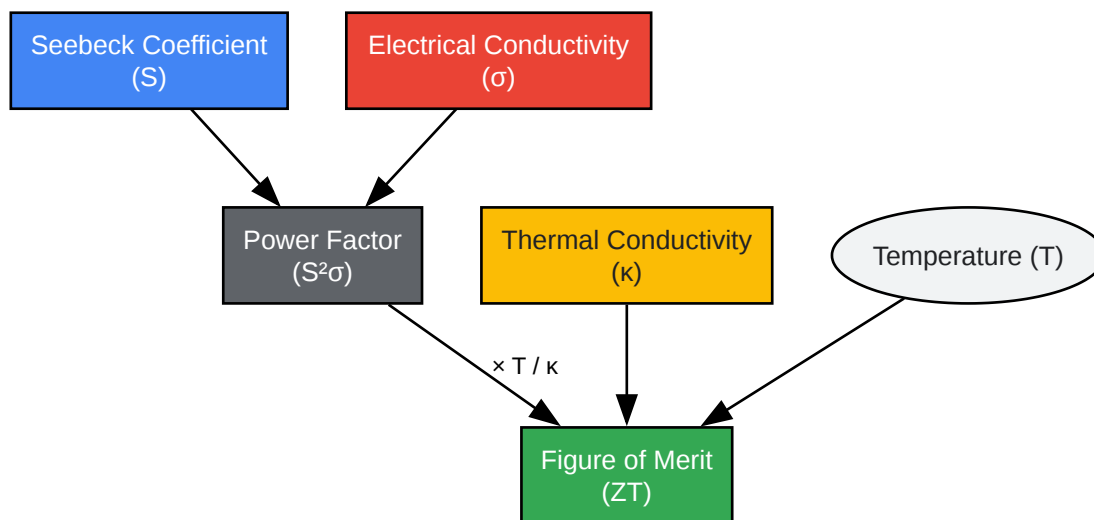 Seebeck Coefficient
(S)
Electrical Conductivity
(σ)
Power Factor
(S²σ)
Thermal Conductivity
(κ)
Temperature (T)
× T / κ
Figure of Merit
(ZT)